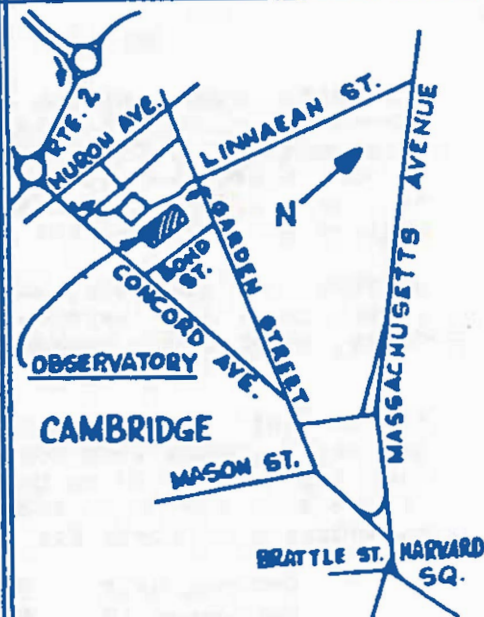 RTE. 2
HURON AVE.
LINNAEAN ST.
MASSACHUSETTS AVENUE
N
GARDEN STREET
BOND
ST.
CONCORD AVE.
OBSERVATORY
CAMBRIDGE
MASON ST.
BRATTLE ST.
HARVARD
SQ.